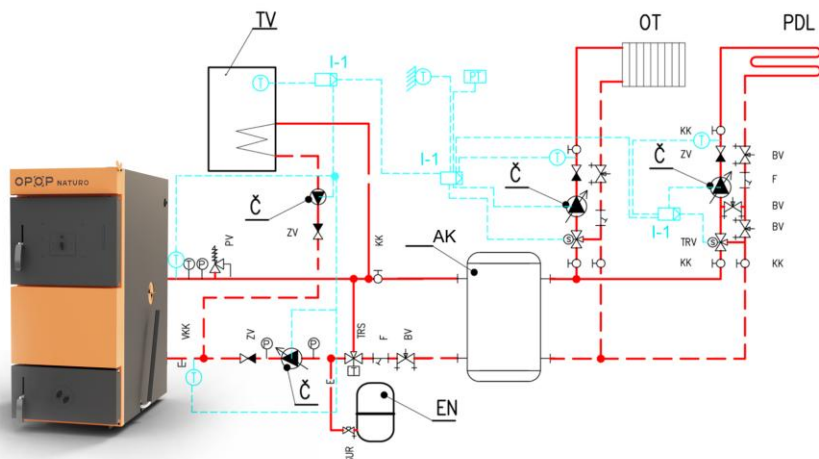 TV
OT
PDL
I-1
T
T
PT
KK
T
BV
T
I-1
ZV
F
OPOP NATURO
Č
Č
BV
Č
I-1
BV
ZV
KK
PV
AK
S
TRV
S
T
T
P
KK
KK
VKK
ZV
P
P
TRS
F
BV
E
T
Č
E
EN
SJR